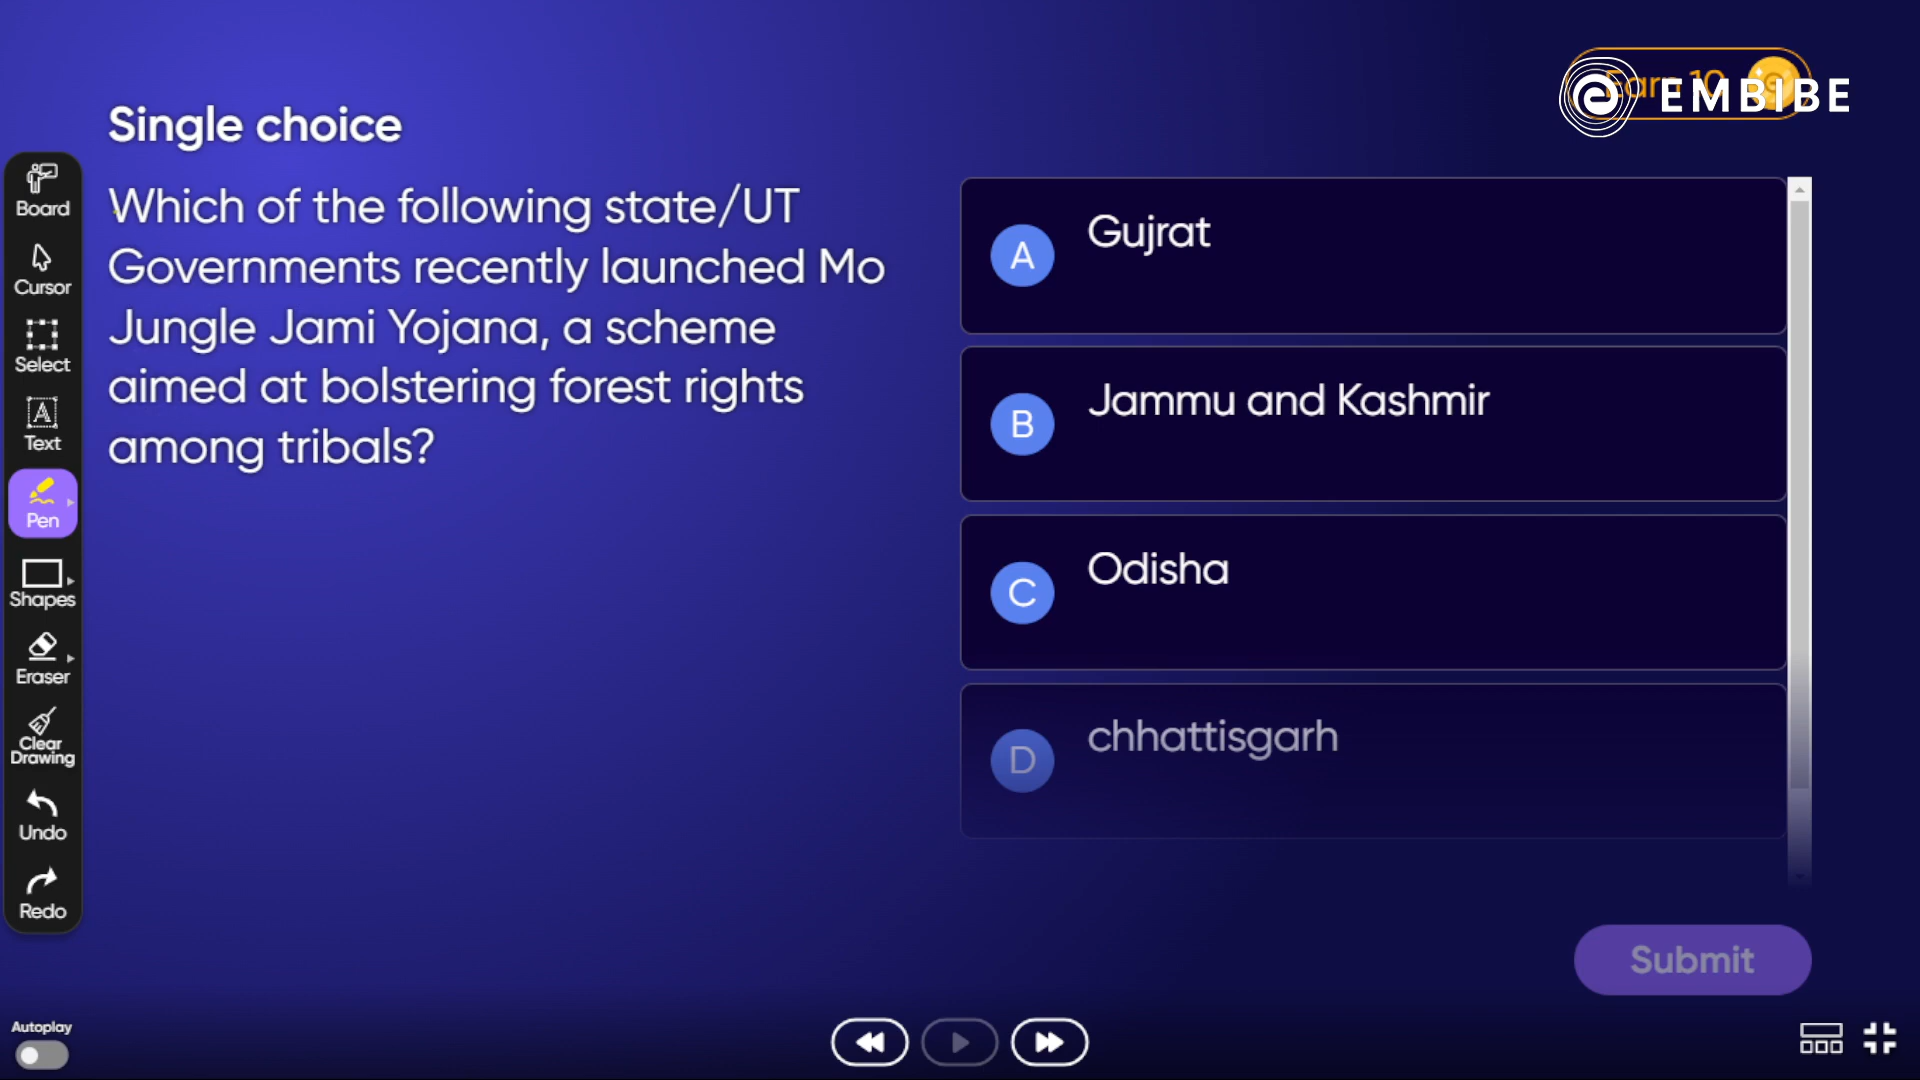 Earn 10
EMBIBE
Single choice
Which of the following state/UT
Governments recently launched Mo
Jungle Jami Yojana, a scheme
aimed at bolstering forest rights
among tribals?
A Gujrat
B Jammu and Kashmir
C Odisha
D chhattisgarh
Submit
Board
Cursor
Select
A
Text
Pen
Shapes
Eraser
Clear
Drawing
Undo
Redo
Autoplay